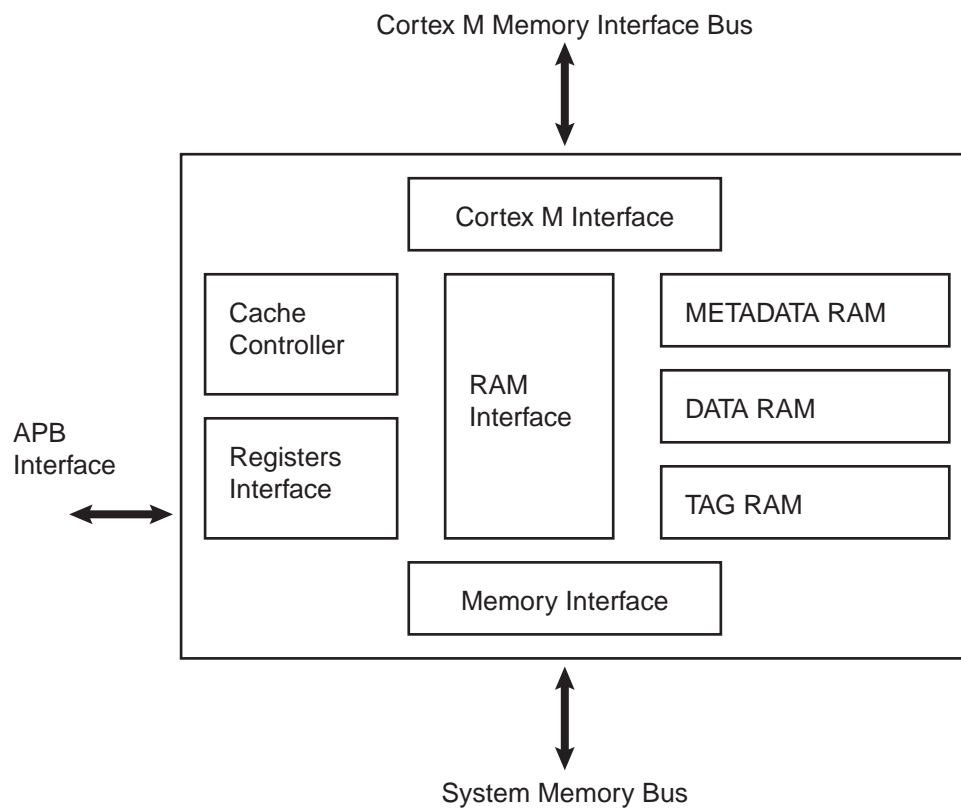 Cortex M Memory Interface Bus
Cortex M Interface
Cache
Controller
RAM
Interface
METADATA RAM
DATA RAM
APB
Interface
Registers
Interface
TAG RAM
Memory Interface
System Memory Bus